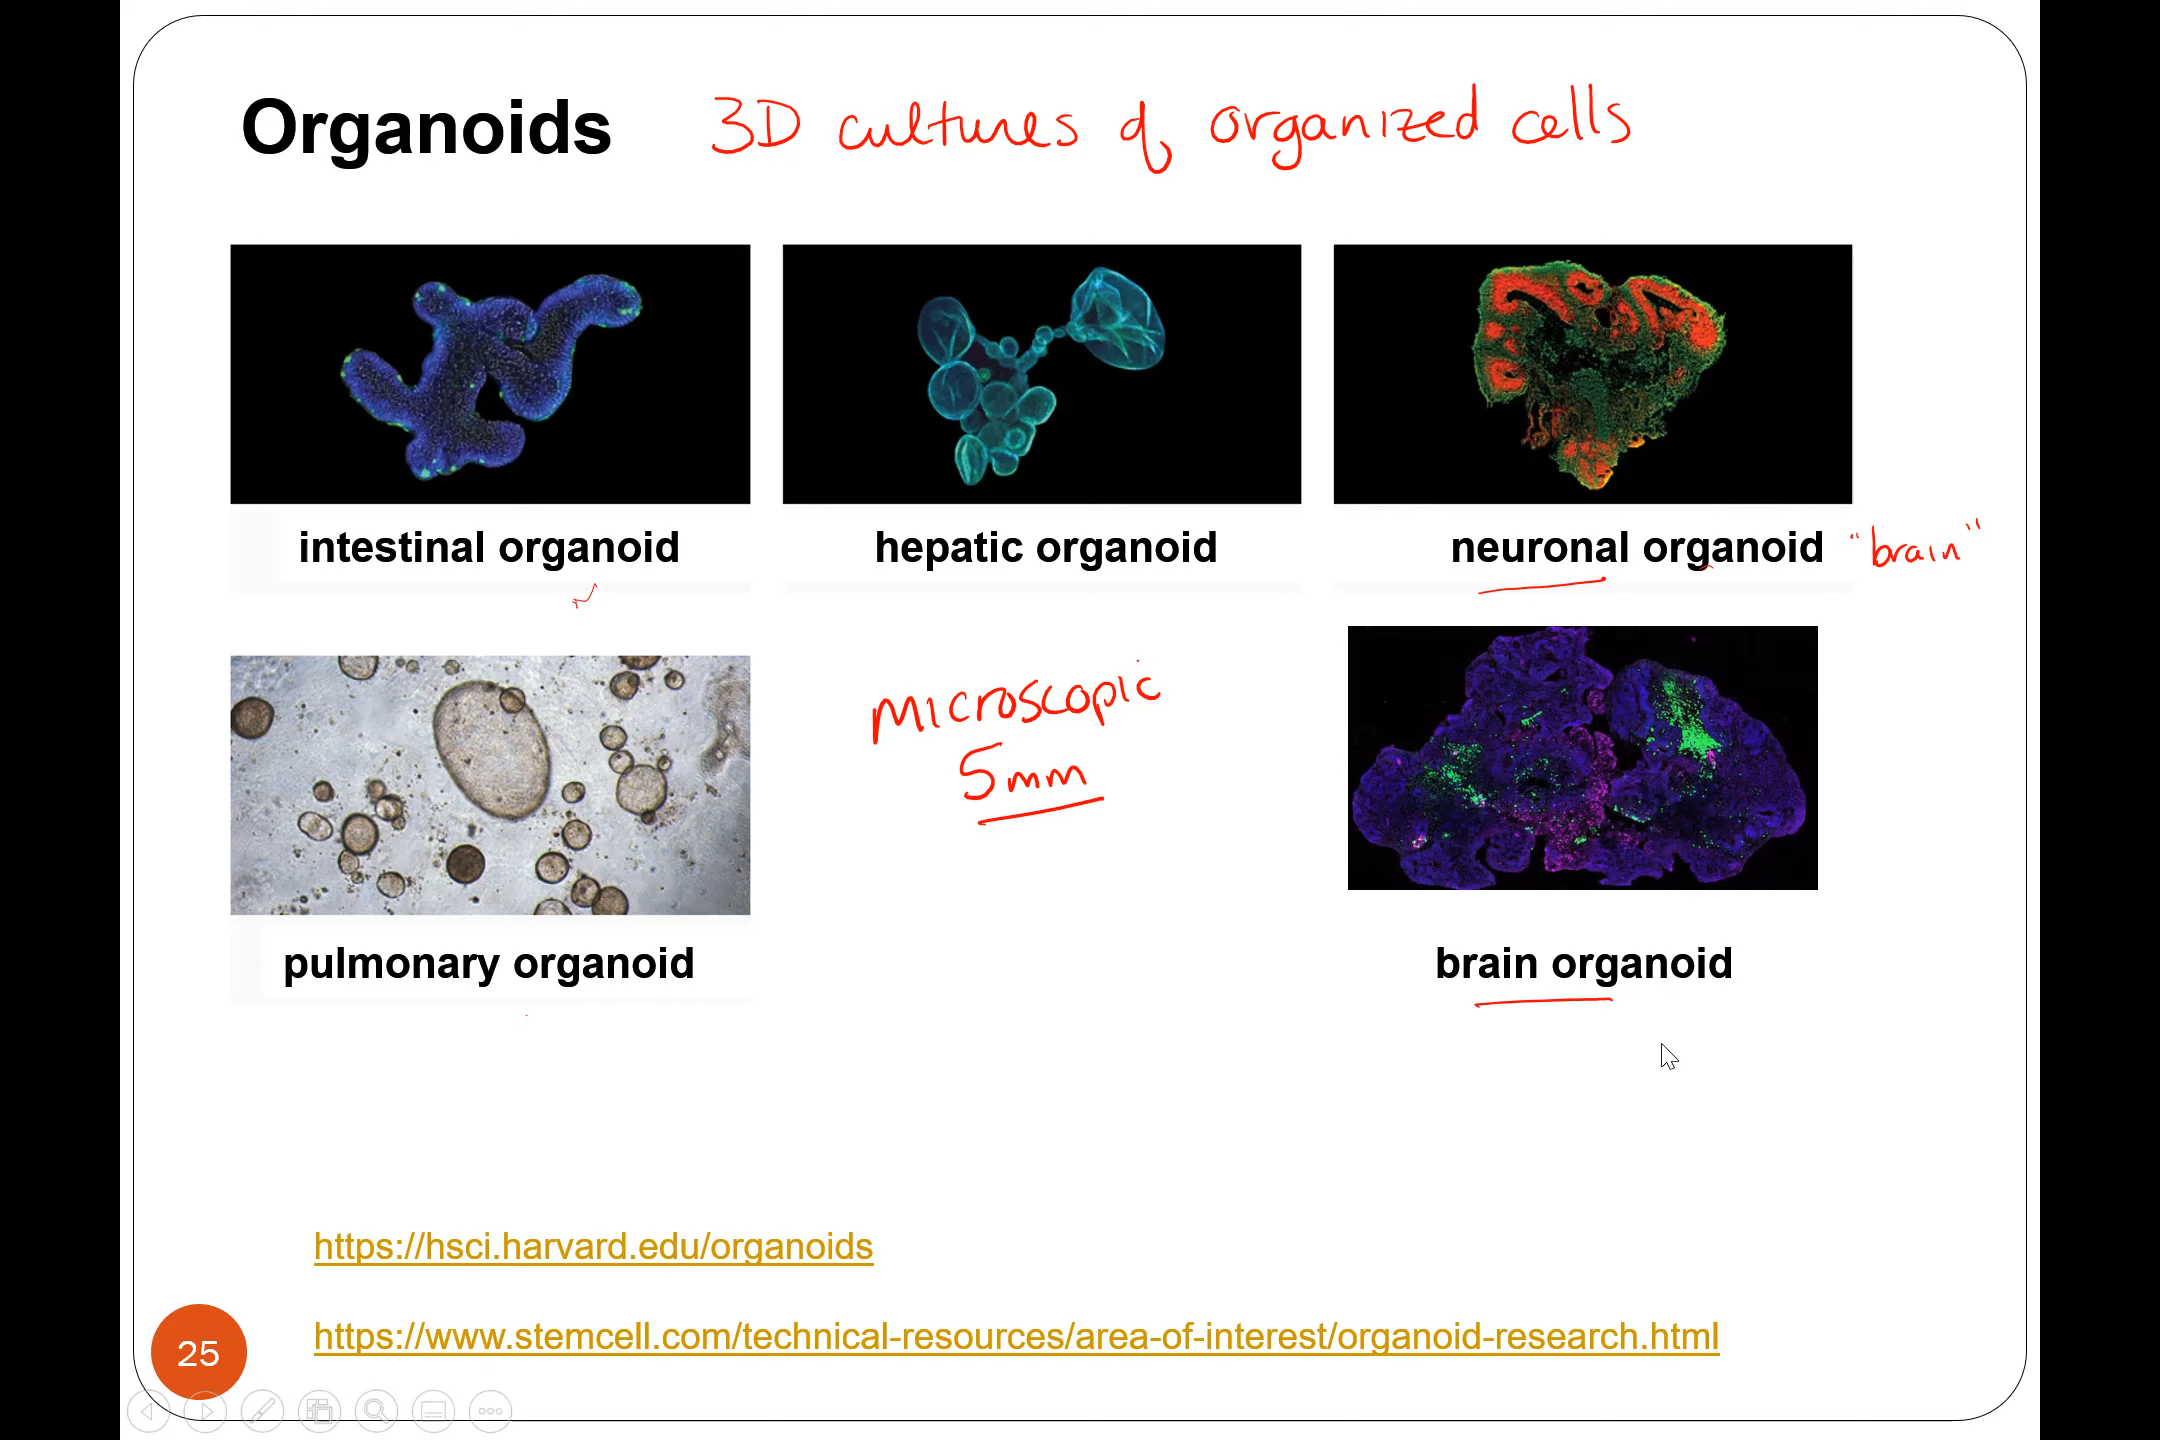 Organoids 3D cultures of organized cells
intestinal organoid
hepatic organoid
neuronal organoid "brain"
Microscopic
5mm
pulmonary organoid
brain organoid
https://hsci.harvard.edu/organoids
https://www.stemcell.com/technical-resources/area-of-interest/organoid-research.html
25